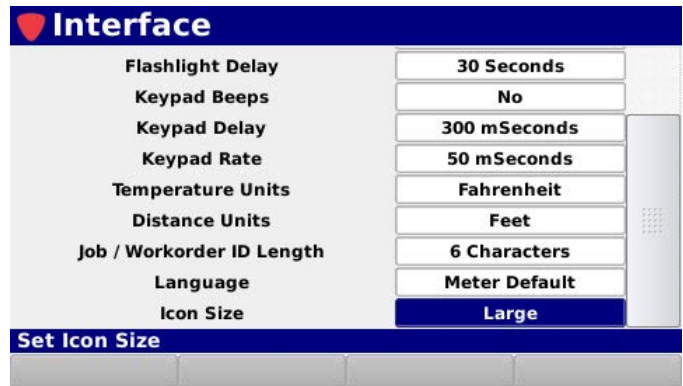 Interface
Flashlight Delay 30 Seconds
Keypad Beeps No
Keypad Delay 300 mSeconds
Keypad Rate 50 mSeconds
Temperature Units Fahrenheit
Distance Units Feet
Job / Workorder ID Length 6 Characters
Language Meter Default
Icon Size Large
Set Icon Size